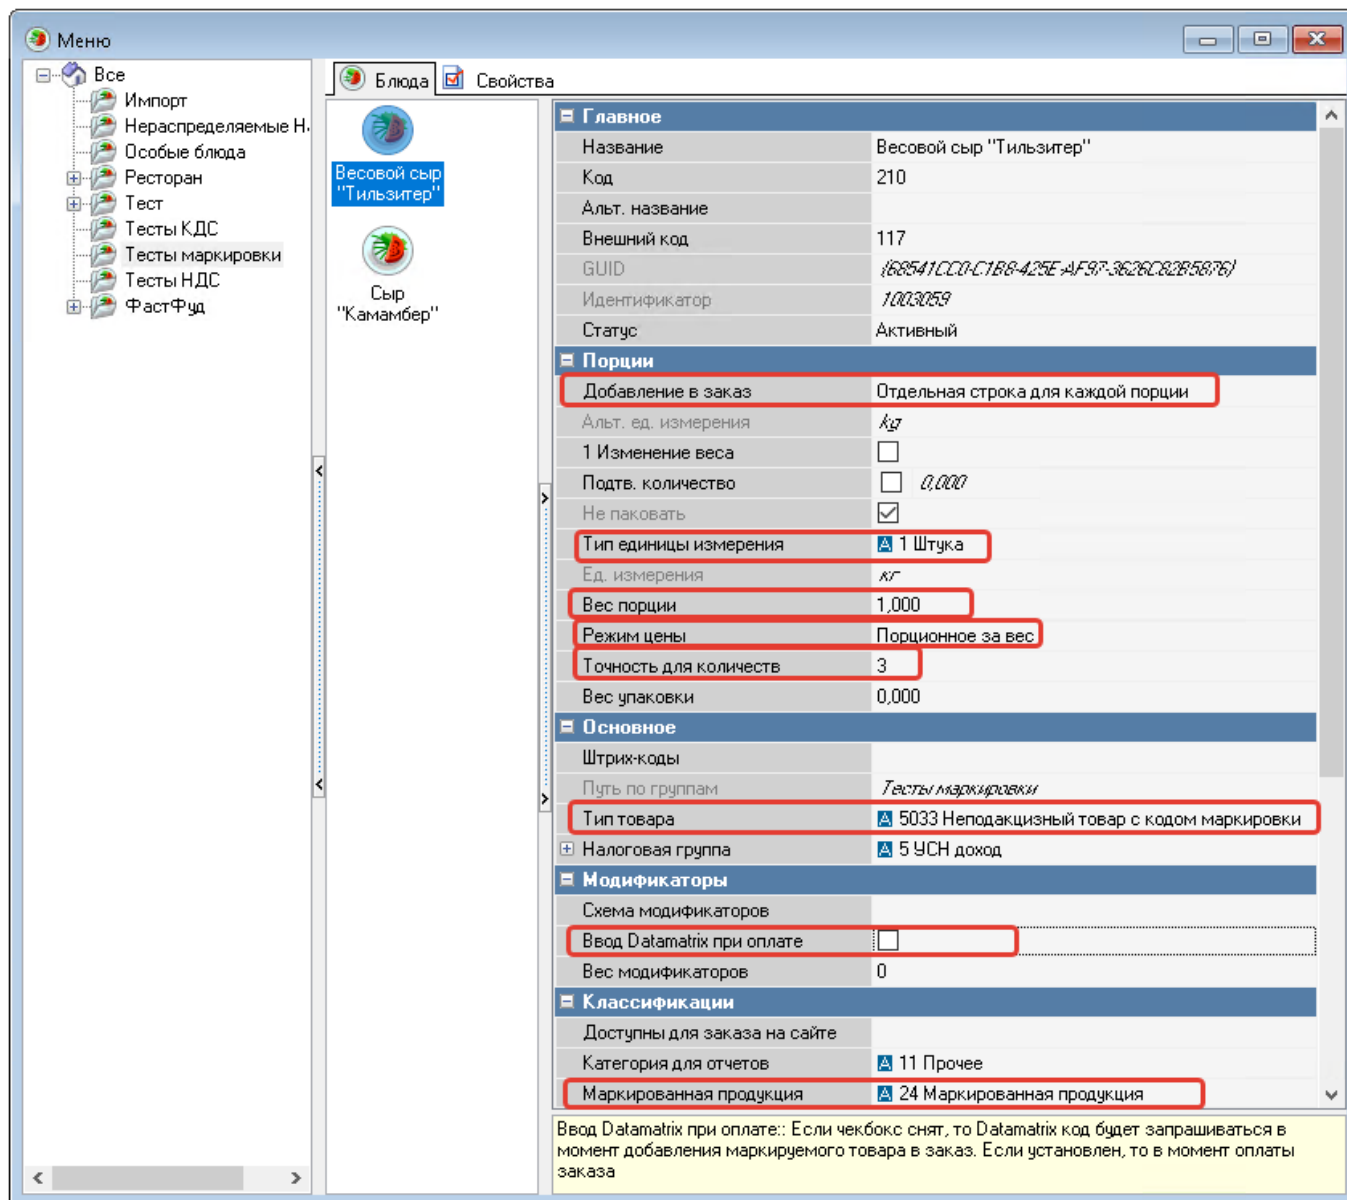 Меню
Все
Импорт
Нераспределяемые Н
Особые блюда
Ресторан
Тест
Тесты КДС
Тесты маркировки
Тесты НДС
ФастФуд
Блюда
Свойства
Весовой сыр
"Тильзитер"
Сыр
"Камамбер"
Главное
Название Весовой сыр "Тильзитер"
Код 210
Альт. название
Внешний код 117
GUID {68541CC0-C1B8-425E-AF97-3626C82B5876}
Идентификатор 1003059
Статус Активный
Порции
Добавление в заказ Отдельная строка для каждой порции
Альт. ед. измерения kg
1 Изменение веса
Подтв. количество 0,000
Не паковать
Тип единицы измерения A 1 Штука
Ед. измерения кг
Вес порции 1,000
Режим цены Порционное за вес
Точность для количеств 3
Вес упаковки 0,000
Основное
Штрих-коды
Путь по группам Тесты маркировки
Тип товара A 5033 Неподакцизный товар с кодом маркировки
Налоговая группа A 5 УСН доход
Модификаторы
Схема модификаторов
Ввод Datamatrix при оплате
Вес модификаторов 0
Классификации
Доступны для заказа на сайте
Категория для отчетов A 11 Прочее
Маркированная продукция A 24 Маркированная продукция
Ввод Datamatrix при оплате:: Если чекбокс снят, то Datamatrix код будет запрашиваться в
момент добавления маркируемого товара в заказ. Если установлен, то в момент оплаты
заказа